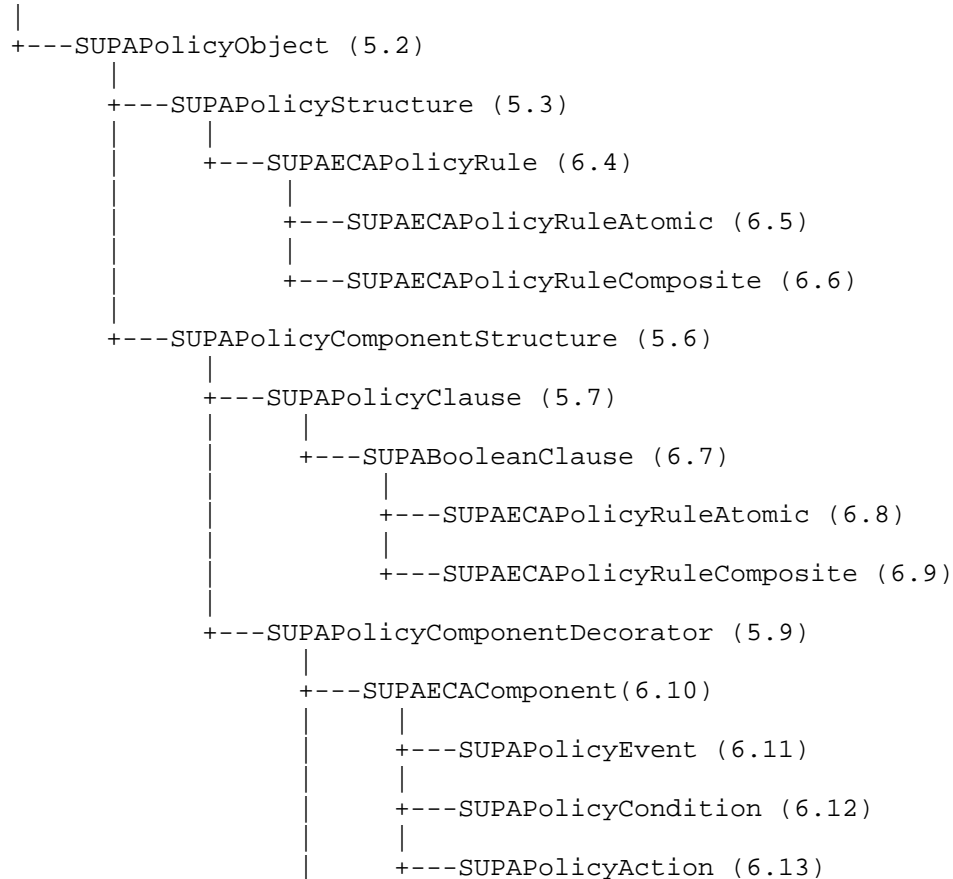 |
+---SUPAPolicyObject (5.2)
|
+---SUPAPolicyStructure (5.3)
| |
| +---SUPAECAPolicyRule (6.4)
| |
| +---SUPAECAPolicyRuleAtomic (6.5)
| |
| +---SUPAECAPolicyRuleComposite (6.6)
|
+---SUPAPolicyComponentStructure (5.6)
|
+---SUPAPolicyClause (5.7)
| |
| +---SUPABooleanClause (6.7)
| |
| +---SUPAECAPolicyRuleAtomic (6.8)
| |
| +---SUPAECAPolicyRuleComposite (6.9)
|
+---SUPAPolicyComponentDecorator (5.9)
|
+---SUPAECAComponent(6.10)
| |
| +---SUPAPolicyEvent (6.11)
| |
| +---SUPAPolicyCondition (6.12)
| |
| +---SUPAPolicyAction (6.13)